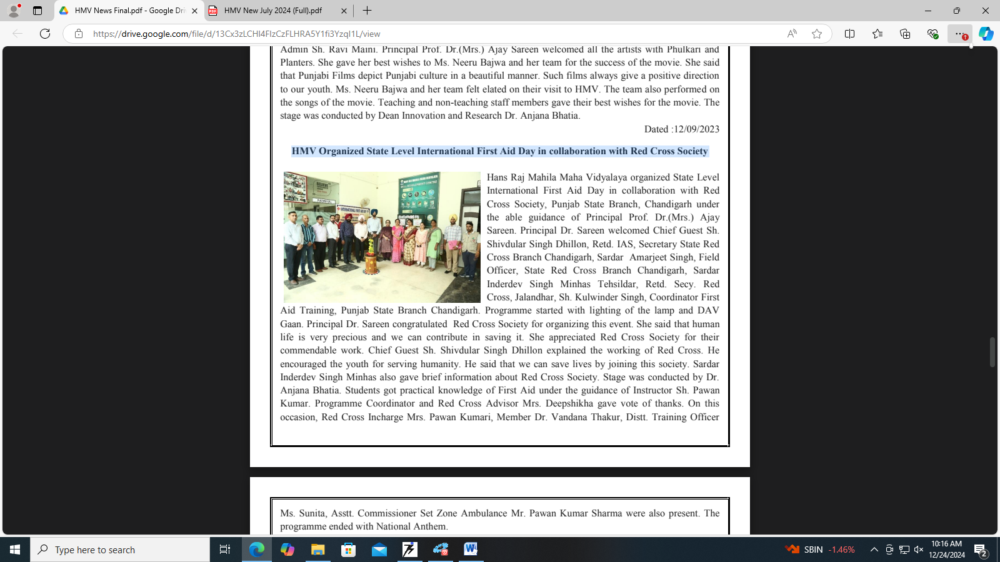 HMV News Final.pdf - Google Dri
HMV New July 2024 (Full).pdf
https://drive.google.com/file/d/13Cx3zLCHl4FIzCzFLHRA5Y1fi3Yzql1L/view
Admin Sh. Ravi Maini. Principal Prof. Dr.(Mrs.) Ajay Sareen welcomed all the artists with Phulkari and
Planters. She gave her best wishes to Ms. Neeru Bajwa and her team for the success of the movie. She said
that Punjabi Films depict Punjabi culture in a beautiful manner. Such films always give a positive direction
to our youth. Ms. Neeru Bajwa and her team felt elated on their visit to HMV. The team also performed on
the songs of the movie. Teaching and non-teaching staff members gave their best wishes for the movie. The
stage was conducted by Dean Innovation and Research Dr. Anjana Bhatia.
Dated :12/09/2023
HMV Organized State Level International First Aid Day in collaboration with Red Cross Society
INTERNATIONAL FIRST AID DAY
Hans Raj Mahila Maha Vidyalaya organized State Level
International First Aid Day in collaboration with Red
Cross Society, Punjab State Branch, Chandigarh under
the able guidance of Principal Prof. Dr.(Mrs.) Ajay
Sareen. Principal Dr. Sareen welcomed Chief Guest Sh.
Shivdular Singh Dhillon, Retd. IAS, Secretary State Red
Cross Branch Chandigarh, Sardar Amarjeet Singh, Field
Officer, State Red Cross Branch Chandigarh, Sardar
Inderdev Singh Minhas Tehsildar, Retd. Secy. Red
Cross, Jalandhar, Sh. Kulwinder Singh, Coordinator First
Aid Training, Punjab State Branch Chandigarh. Programme started with lighting of the lamp and DAV
Gaan. Principal Dr. Sareen congratulated Red Cross Society for organizing this event. She said that human
life is very precious and we can contribute in saving it. She appreciated Red Cross Society for their
commendable work. Chief Guest Sh. Shivdular Singh Dhillon explained the working of Red Cross. He
encouraged the youth for serving humanity. He said that we can save lives by joining this society. Sardar
Inderdev Singh Minhas also gave brief information about Red Cross Society. Stage was conducted by Dr.
Anjana Bhatia. Students got practical knowledge of First Aid under the guidance of Instructor Sh. Pawan
Kumar. Programme Coordinator and Red Cross Advisor Mrs. Deepshikha gave vote of thanks. On this
occasion, Red Cross Incharge Mrs. Pawan Kumari, Member Dr. Vandana Thakur, Distt. Training Officer
Ms. Sunita, Asstt. Commissioner Set Zone Ambulance Mr. Pawan Kumar Sharma were also present. The
programme ended with National Anthem.
Type here to search
SBIN -1.46%
10:16 AM
12/24/2024
2